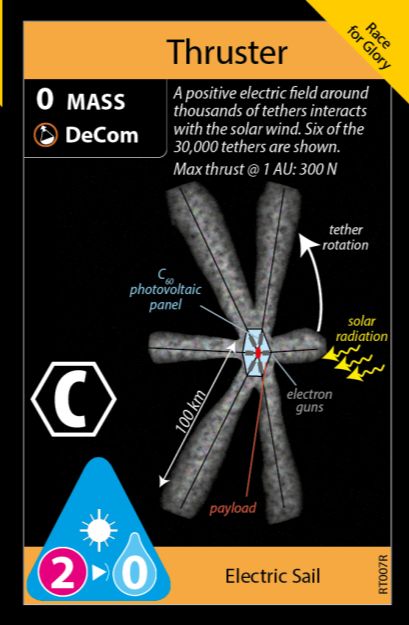 Race
for Glory
Thruster
0 MASS
DeCom
A positive electric field around
thousands of tethers interacts
with the solar wind. Six of the
30,000 tethers are shown.
Max thrust @ 1 AU: 300 N
tether
rotation
C60
photovoltaic
panel
solar
radiation
electron
guns
100 km
C
payload
2 0
Electric Sail
RT007R